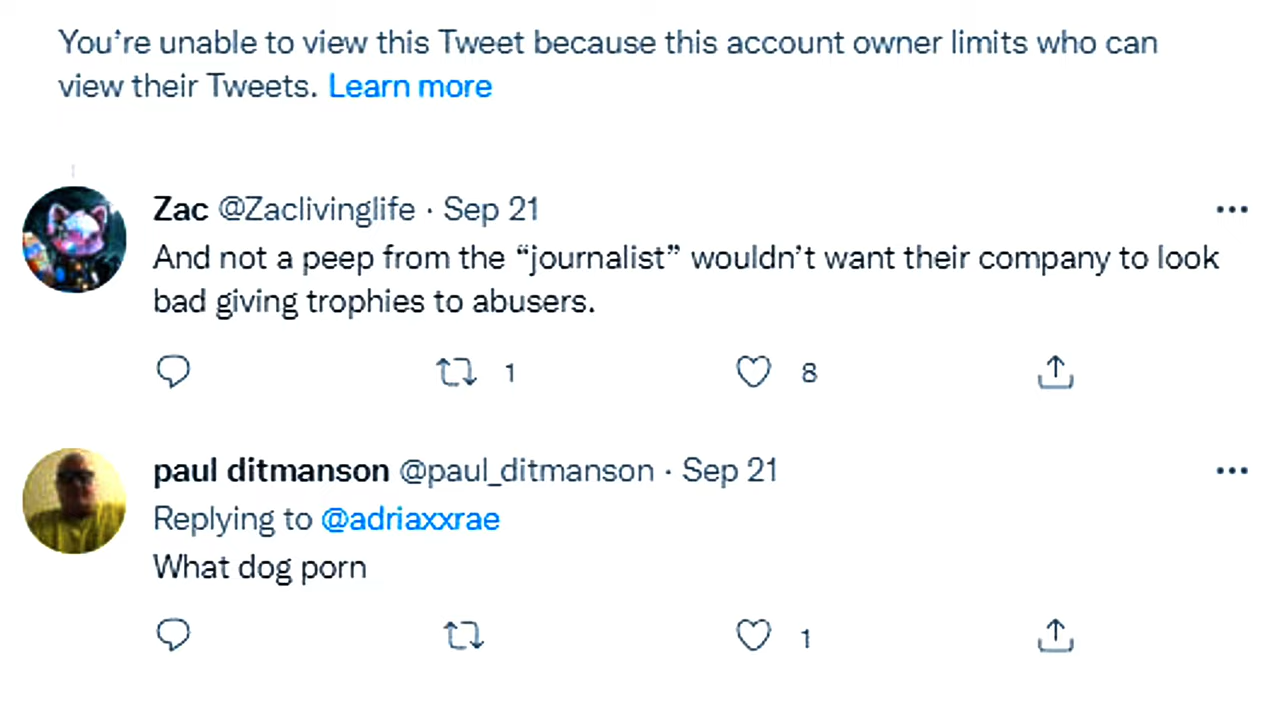 You're unable to view this Tweet because this account owner limits who can
view their Tweets. Learn more
Zac @Zaclivinglife · Sep 21
And not a peep from the “journalist” wouldn't want their company to look
bad giving trophies to abusers.
1 8
paul ditmanson @paul_ditmanson · Sep 21
Replying to @adriaxxrae
What dog porn
1